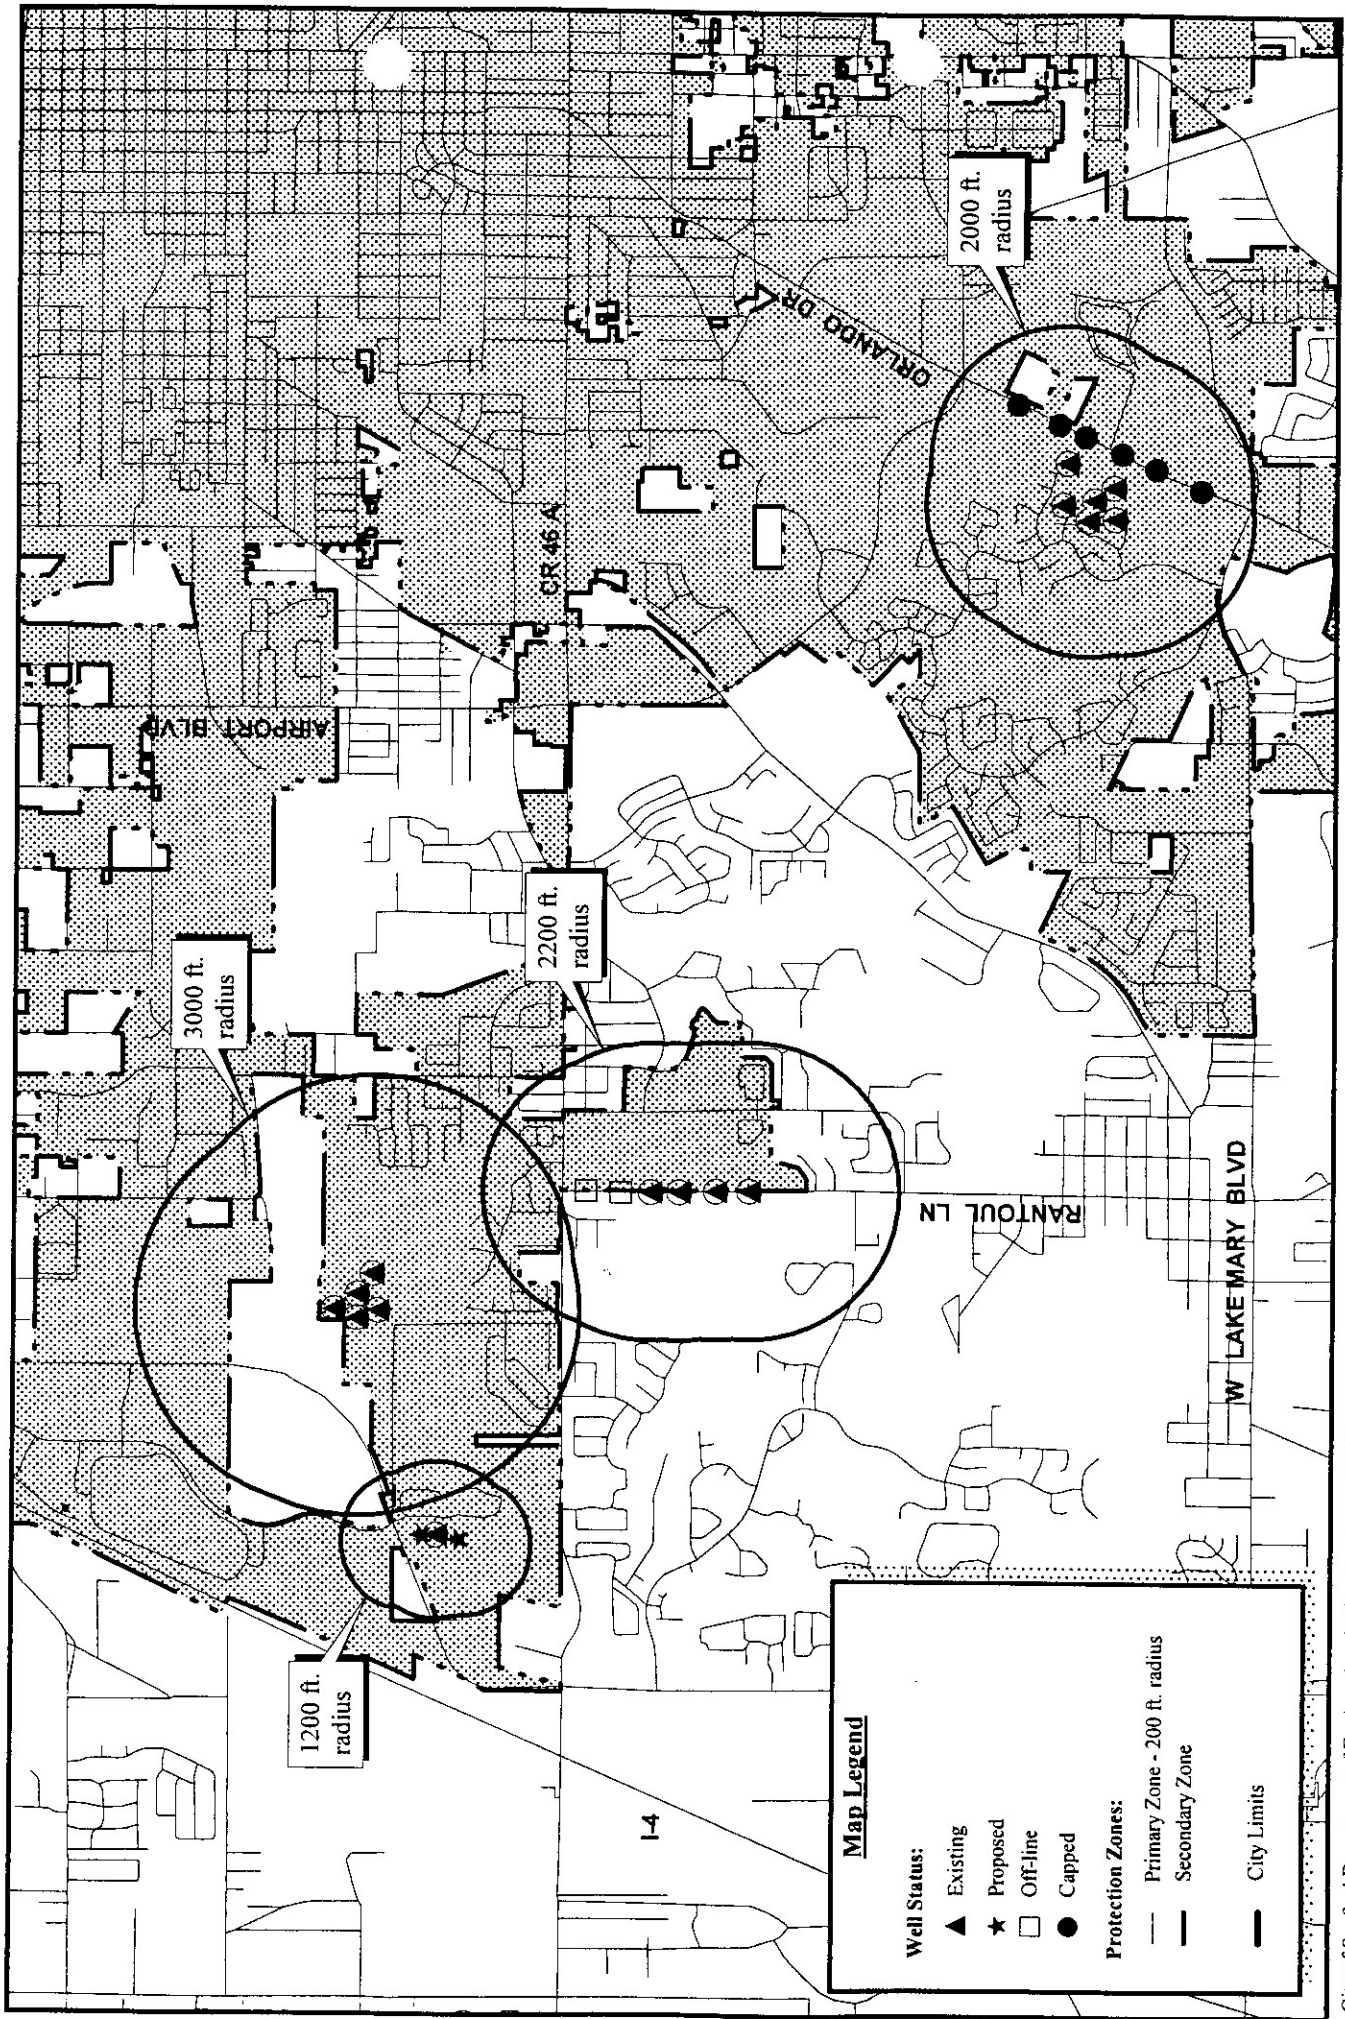 3000 ft.
radius
2200 ft.
radius
1200 ft.
radius
2000 ft.
radius
AIRPORT BLVD
CR 46 A
ORLANDO DR
RANTOUL LN
W LAKE MARY BLVD
I-4
Map Legend
Well Status:
Existing
Proposed
Off-line
Capped
Protection Zones:
Primary Zone - 200 ft. radius
Secondary Zone
City Limits